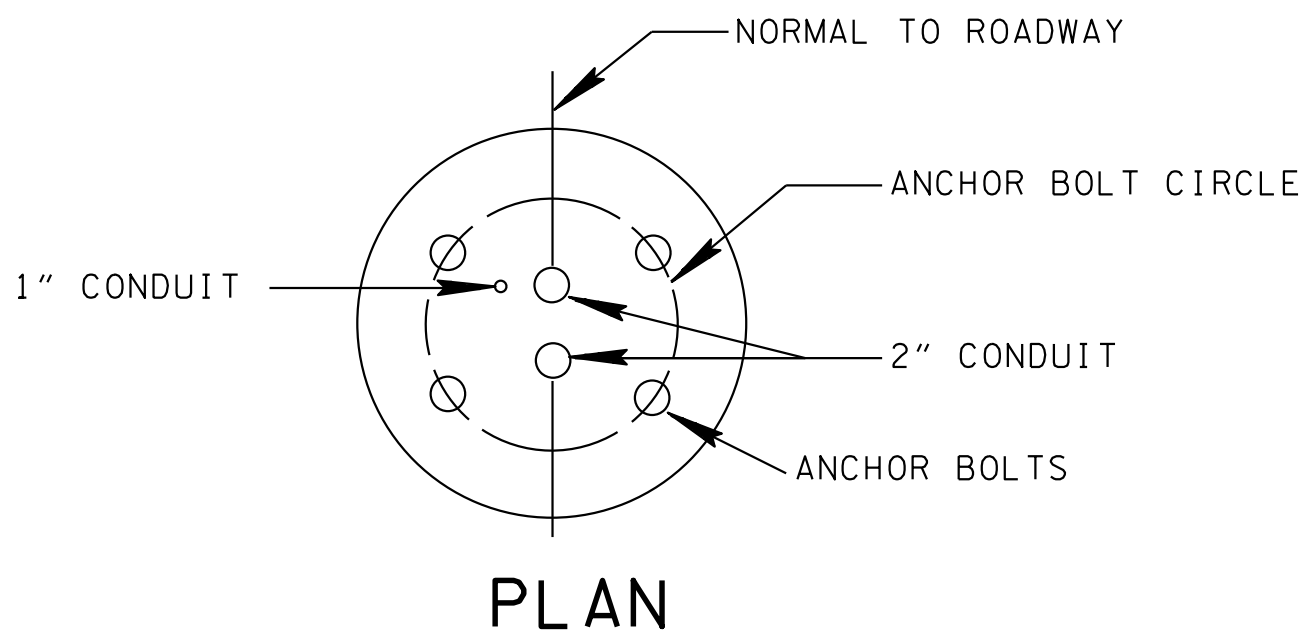 NORMAL TO ROADWAY
ANCHOR BOLT CIRCLE
1" CONDUIT
2" CONDUIT
ANCHOR BOLTS
PLAN